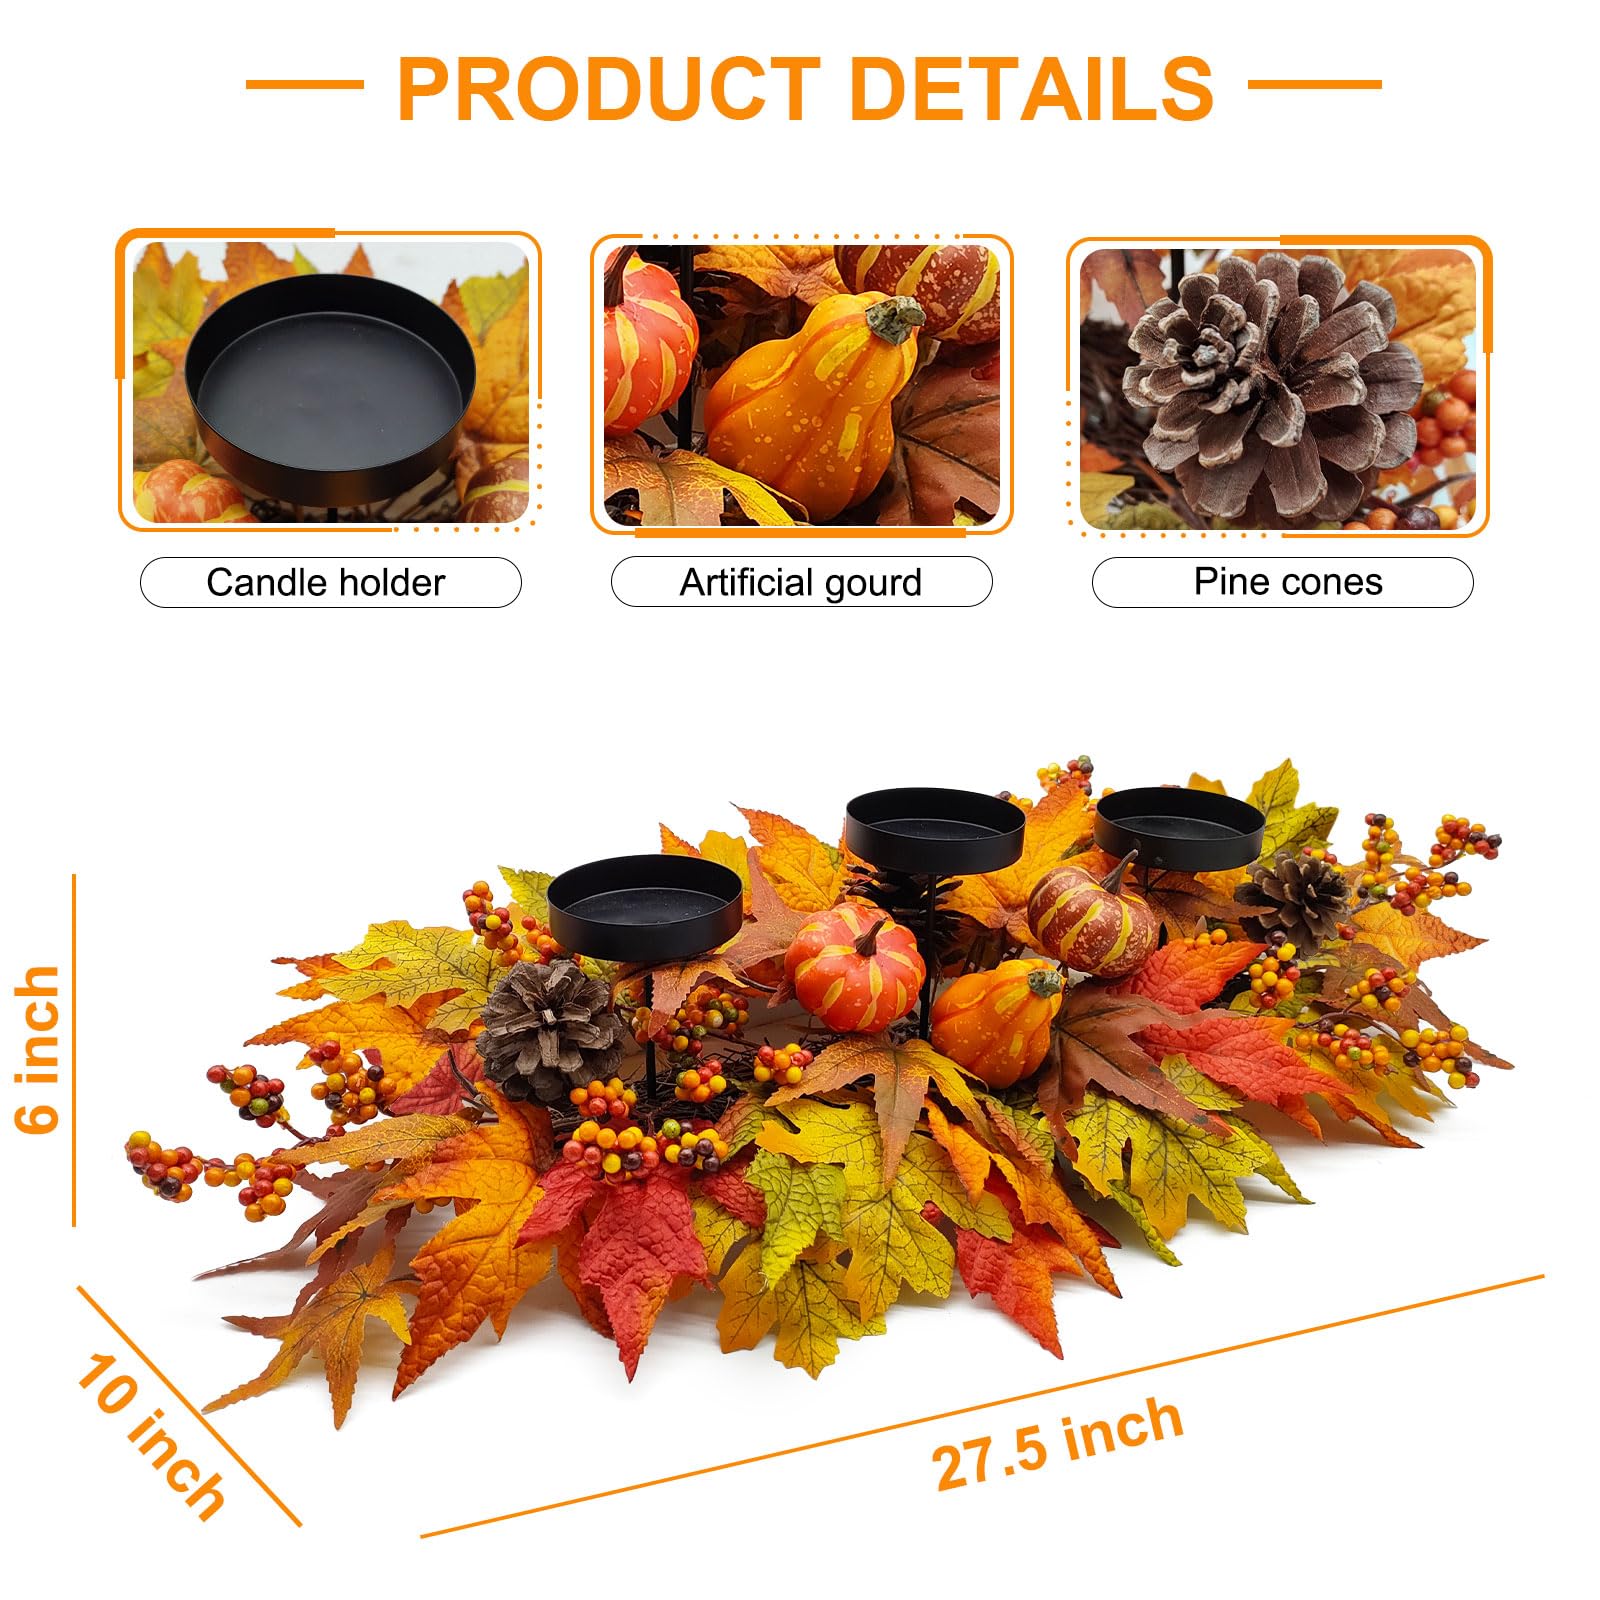 PRODUCT DETAILS
Candle holder
Artificial gourd
Pine cones
6 inch
10 inch
27.5 inch